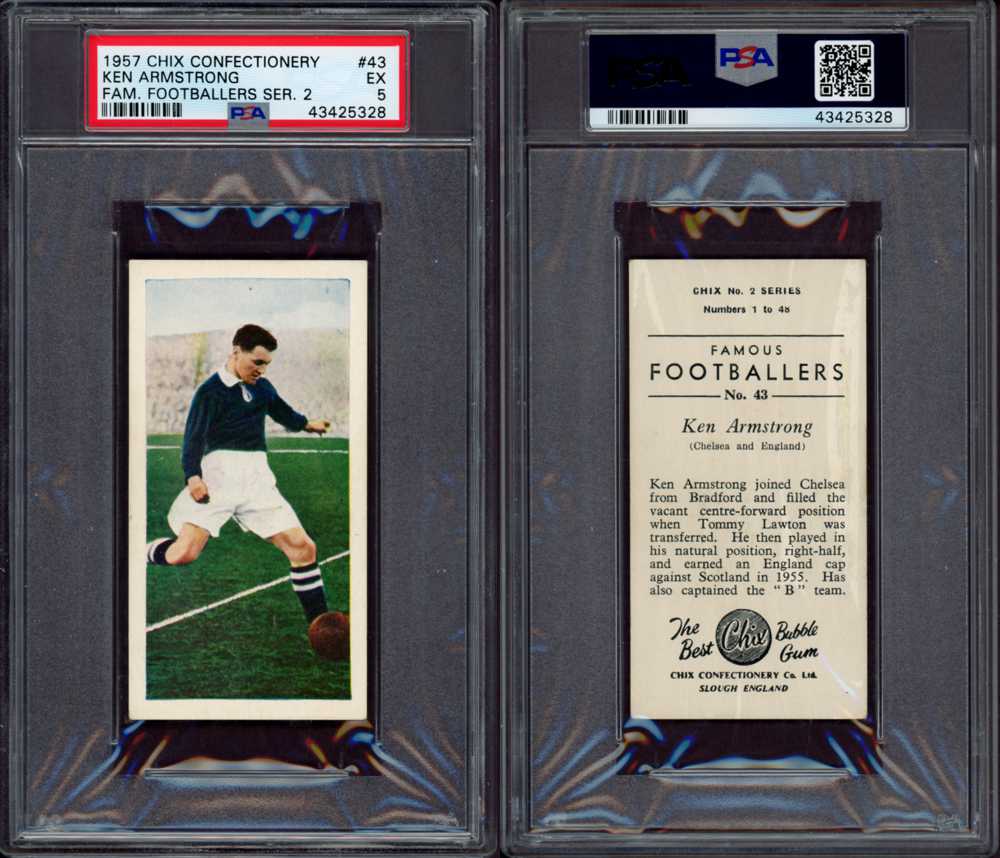 1957 CHIX CONFECTIONERY #43
KEN ARMSTRONG EX
FAM. FOOTBALLERS SER. 2 5
PSA 43425328
PSA PSA
43425328
CHIX No. 2 SERIES
Numbers 1 to 48
FAMOUS
FOOTBALLERS
No. 43
Ken Armstrong
(Chelsea and England)
Ken Armstrong joined Chelsea
from Bradford and filled the
vacant centre-forward position
when Tommy Lawton was
transferred. He then played in
his natural position, right-half,
and earned an England cap
against Scotland in 1955. Has
also captained the "B" team.
The Best Chix Bubble Gum
CHIX CONFECTIONERY Co. Ltd.
SLOUGH ENGLAND